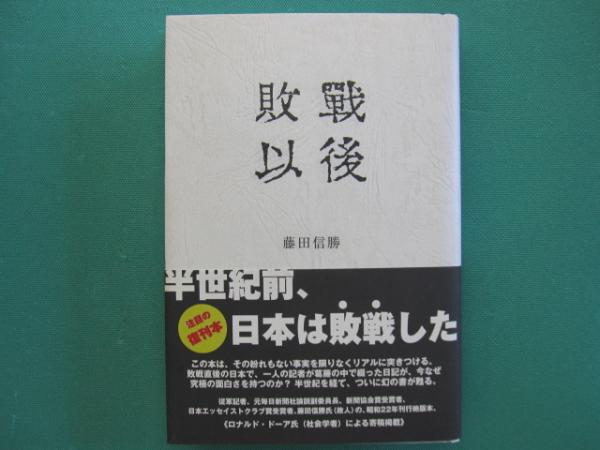 敗戰
以後
藤田信勝
半世紀前、
注目の
復刊本
日本は敗戦した
この本は、その紛れもない事実を限りなくリアルに突きつける。
敗戦直後の日本で、一人の記者が葛藤の中で綴った日記が、今なぜ
究極の面白さを持つのか? 半世紀を経て、ついに幻の書が甦る。
従軍記者、元毎日新聞社論説副委員長、新聞協会賞受賞者、
日本エッセイストクラブ賞受賞者、藤田信勝氏(故人)の、昭和22年刊行絶版本。
《ロナルド・ドーア氏(社会学者)による寄稿掲載》